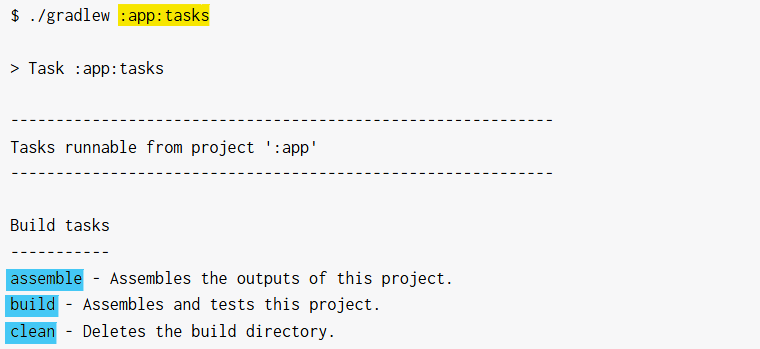 $ ./gradlew :app:tasks
> Task :app:tasks
------------------------------------------------------------
Tasks runnable from project ':app'
------------------------------------------------------------
Build tasks
-----------
assemble - Assembles the outputs of this project.
build - Assembles and tests this project.
clean - Deletes the build directory.